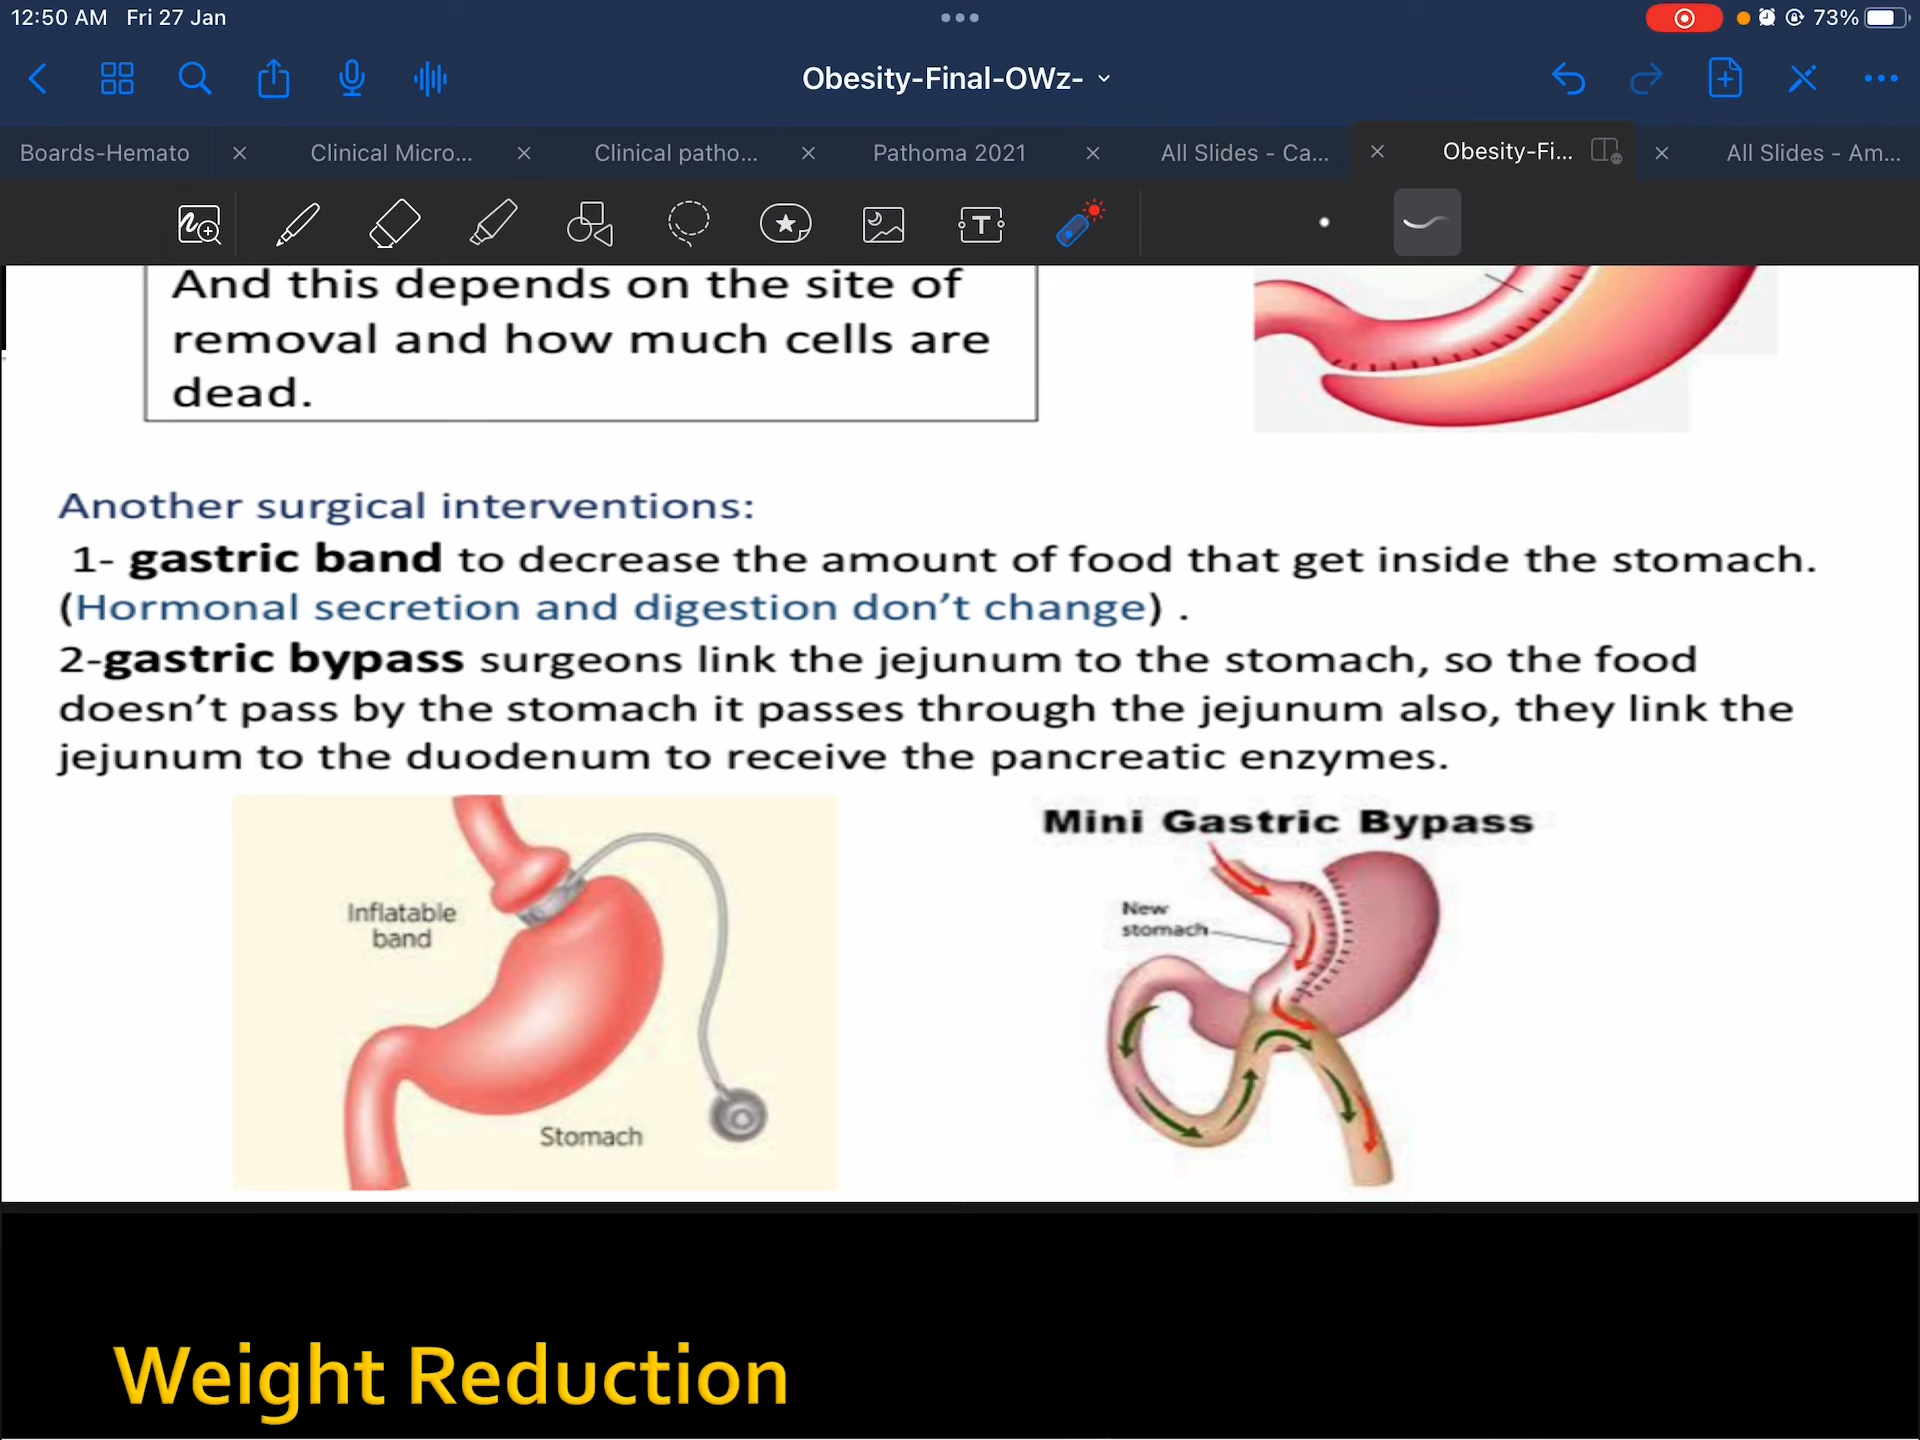 12:50 AM Fri 27 Jan
73%
Obesity-Final-OWz-
Boards-Hemato
Clinical Micro...
Clinical patho...
Pathoma 2021
All Slides - Ca...
Obesity-Fi...
All Slides - Am...
T
And this depends on the site of
removal and how much cells are
dead.
Another surgical interventions:
1- gastric band to decrease the amount of food that get inside the stomach.
(Hormonal secretion and digestion don't change) .
2-gastric bypass surgeons link the jejunum to the stomach, so the food
doesn't pass by the stomach it passes through the jejunum also, they link the
jejunum to the duodenum to receive the pancreatic enzymes.
Inflatable
band
Stomach
Mini Gastric Bypass
New
stomach
Weight Reduction